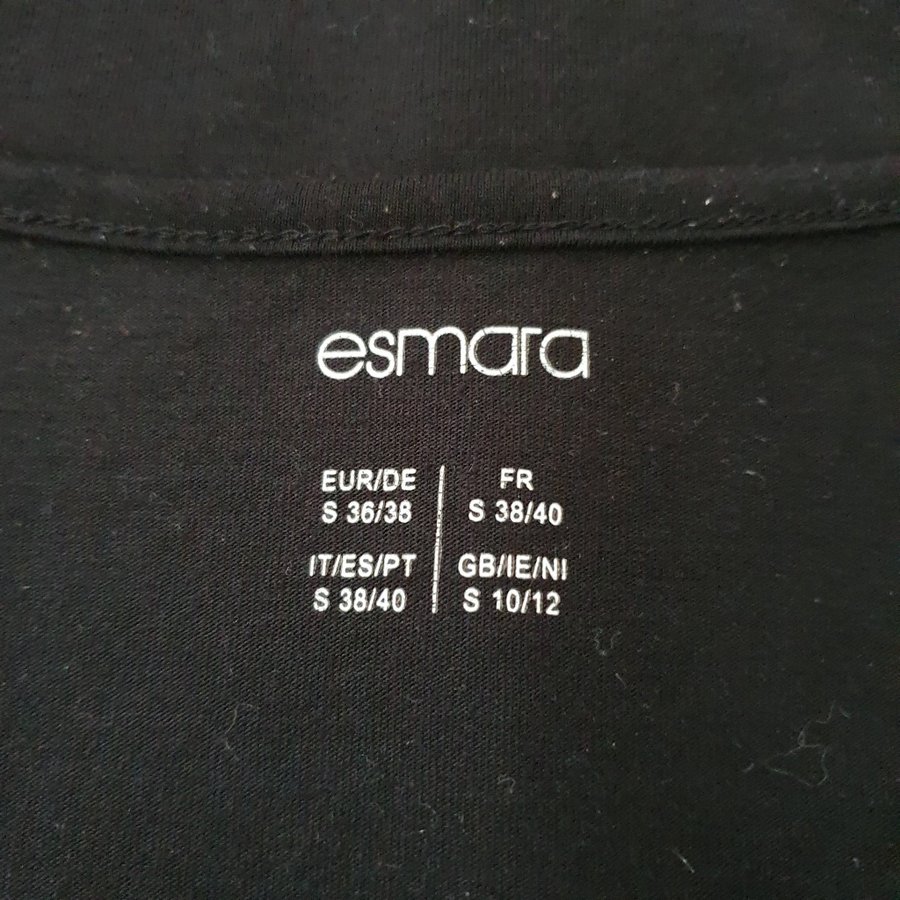 esmara
EUR/DE
S 36/38
FR
S 38/40
IT/ES/PT
S 38/40
GB/IE/NI
S 10/12